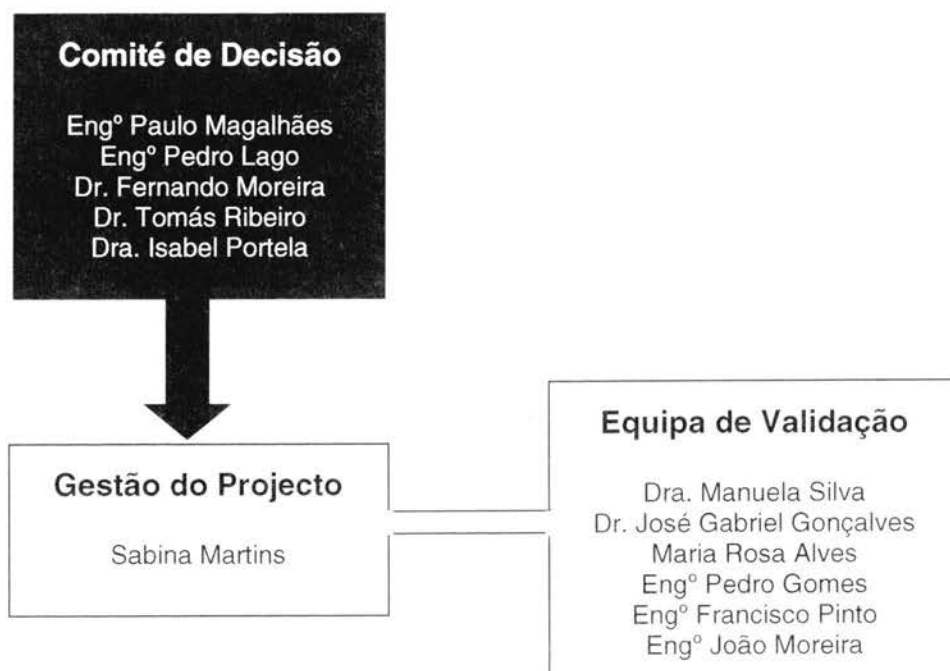 Comité de Decisão
Engº Paulo Magalhães
Engº Pedro Lago
Dr. Fernando Moreira
Dr. Tomás Ribeiro
Dra. Isabel Portela
Gestão do Projecto
Sabina Martins
Equipa de Validação
Dra. Manuela Silva
Dr. José Gabriel Gonçalves
Maria Rosa Alves
Engº Pedro Gomes
Engº Francisco Pinto
Engº João Moreira